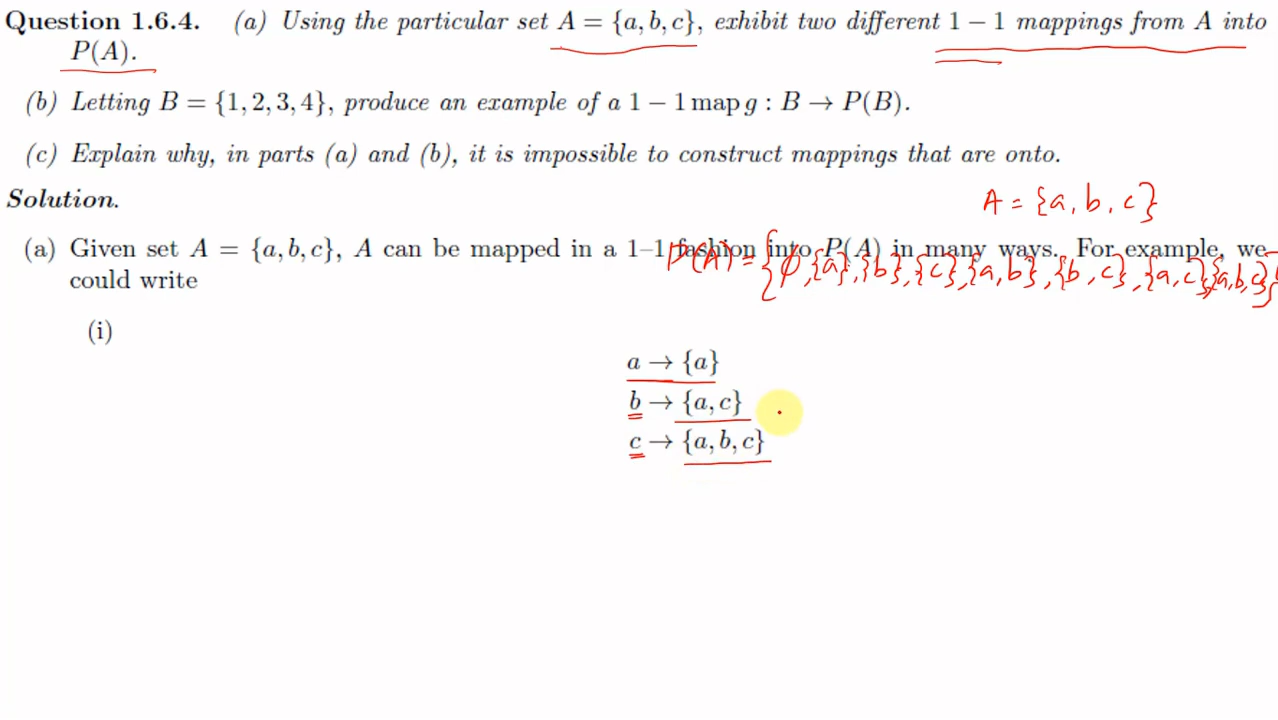 Question 1.6.4. (a) Using the particular set A = {a, b, c}, exhibit two different 1 − 1 mappings from A into
P(A).
(b) Letting B = {1, 2, 3, 4}, produce an example of a 1 − 1 map g : B → P(B).
(c) Explain why, in parts (a) and (b), it is impossible to construct mappings that are onto.
Solution.
A = {a, b, c}
(a) Given set A = {a, b, c}, A can be mapped in a 1–1 fashion into P(A) in many ways. For example, we
P(A) = {ϕ, {a}, {b}, {c}, {a, b}, {b, c}, {a, c}, {a, b, c}}
could write
(i)
a → {a}
b → {a, c}
c → {a, b, c}